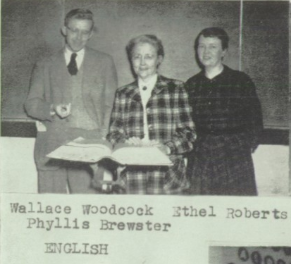 Wallace Woodcock Ethel Roberts
Phyllis Brewster
ENGLISH